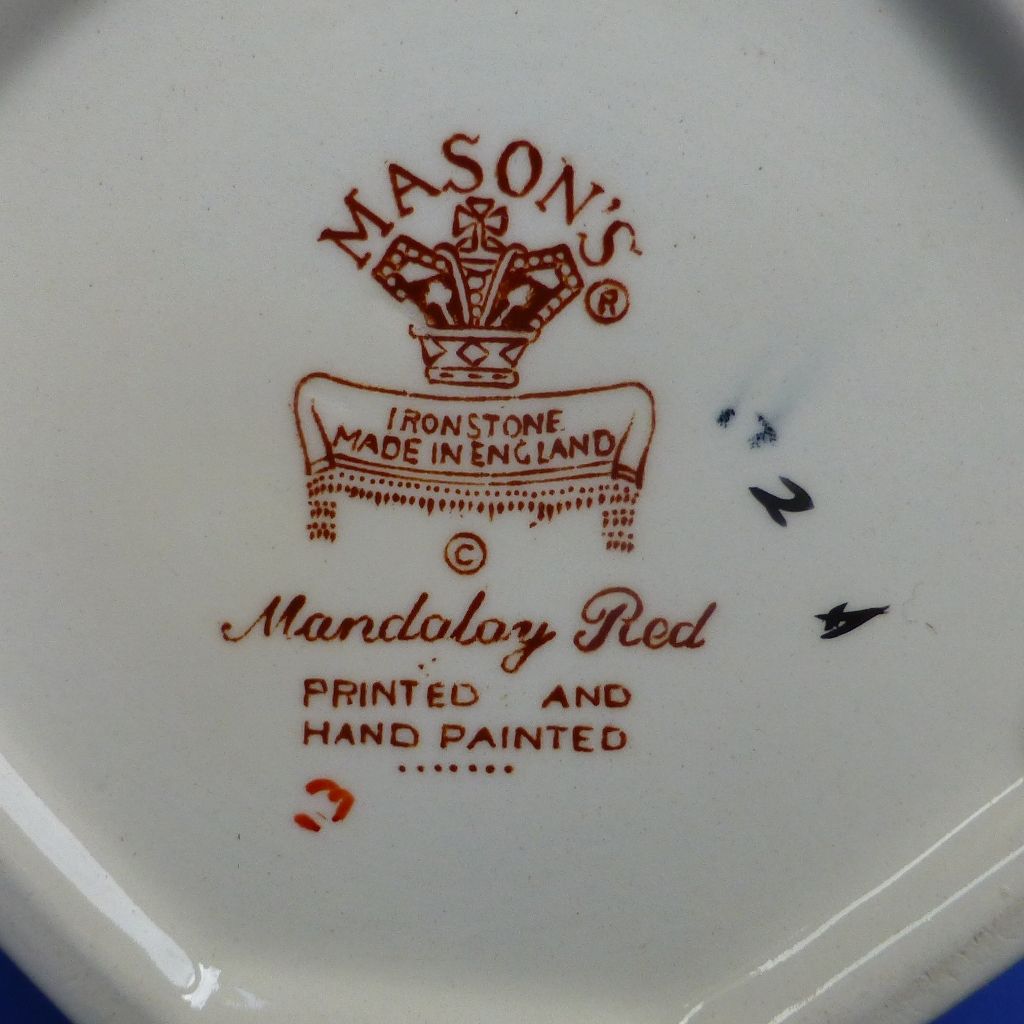 MASON'S
®
IRONSTONE
MADE IN ENGLAND
©
Mandalay Red
PRINTED AND
HAND PAINTED
2
3